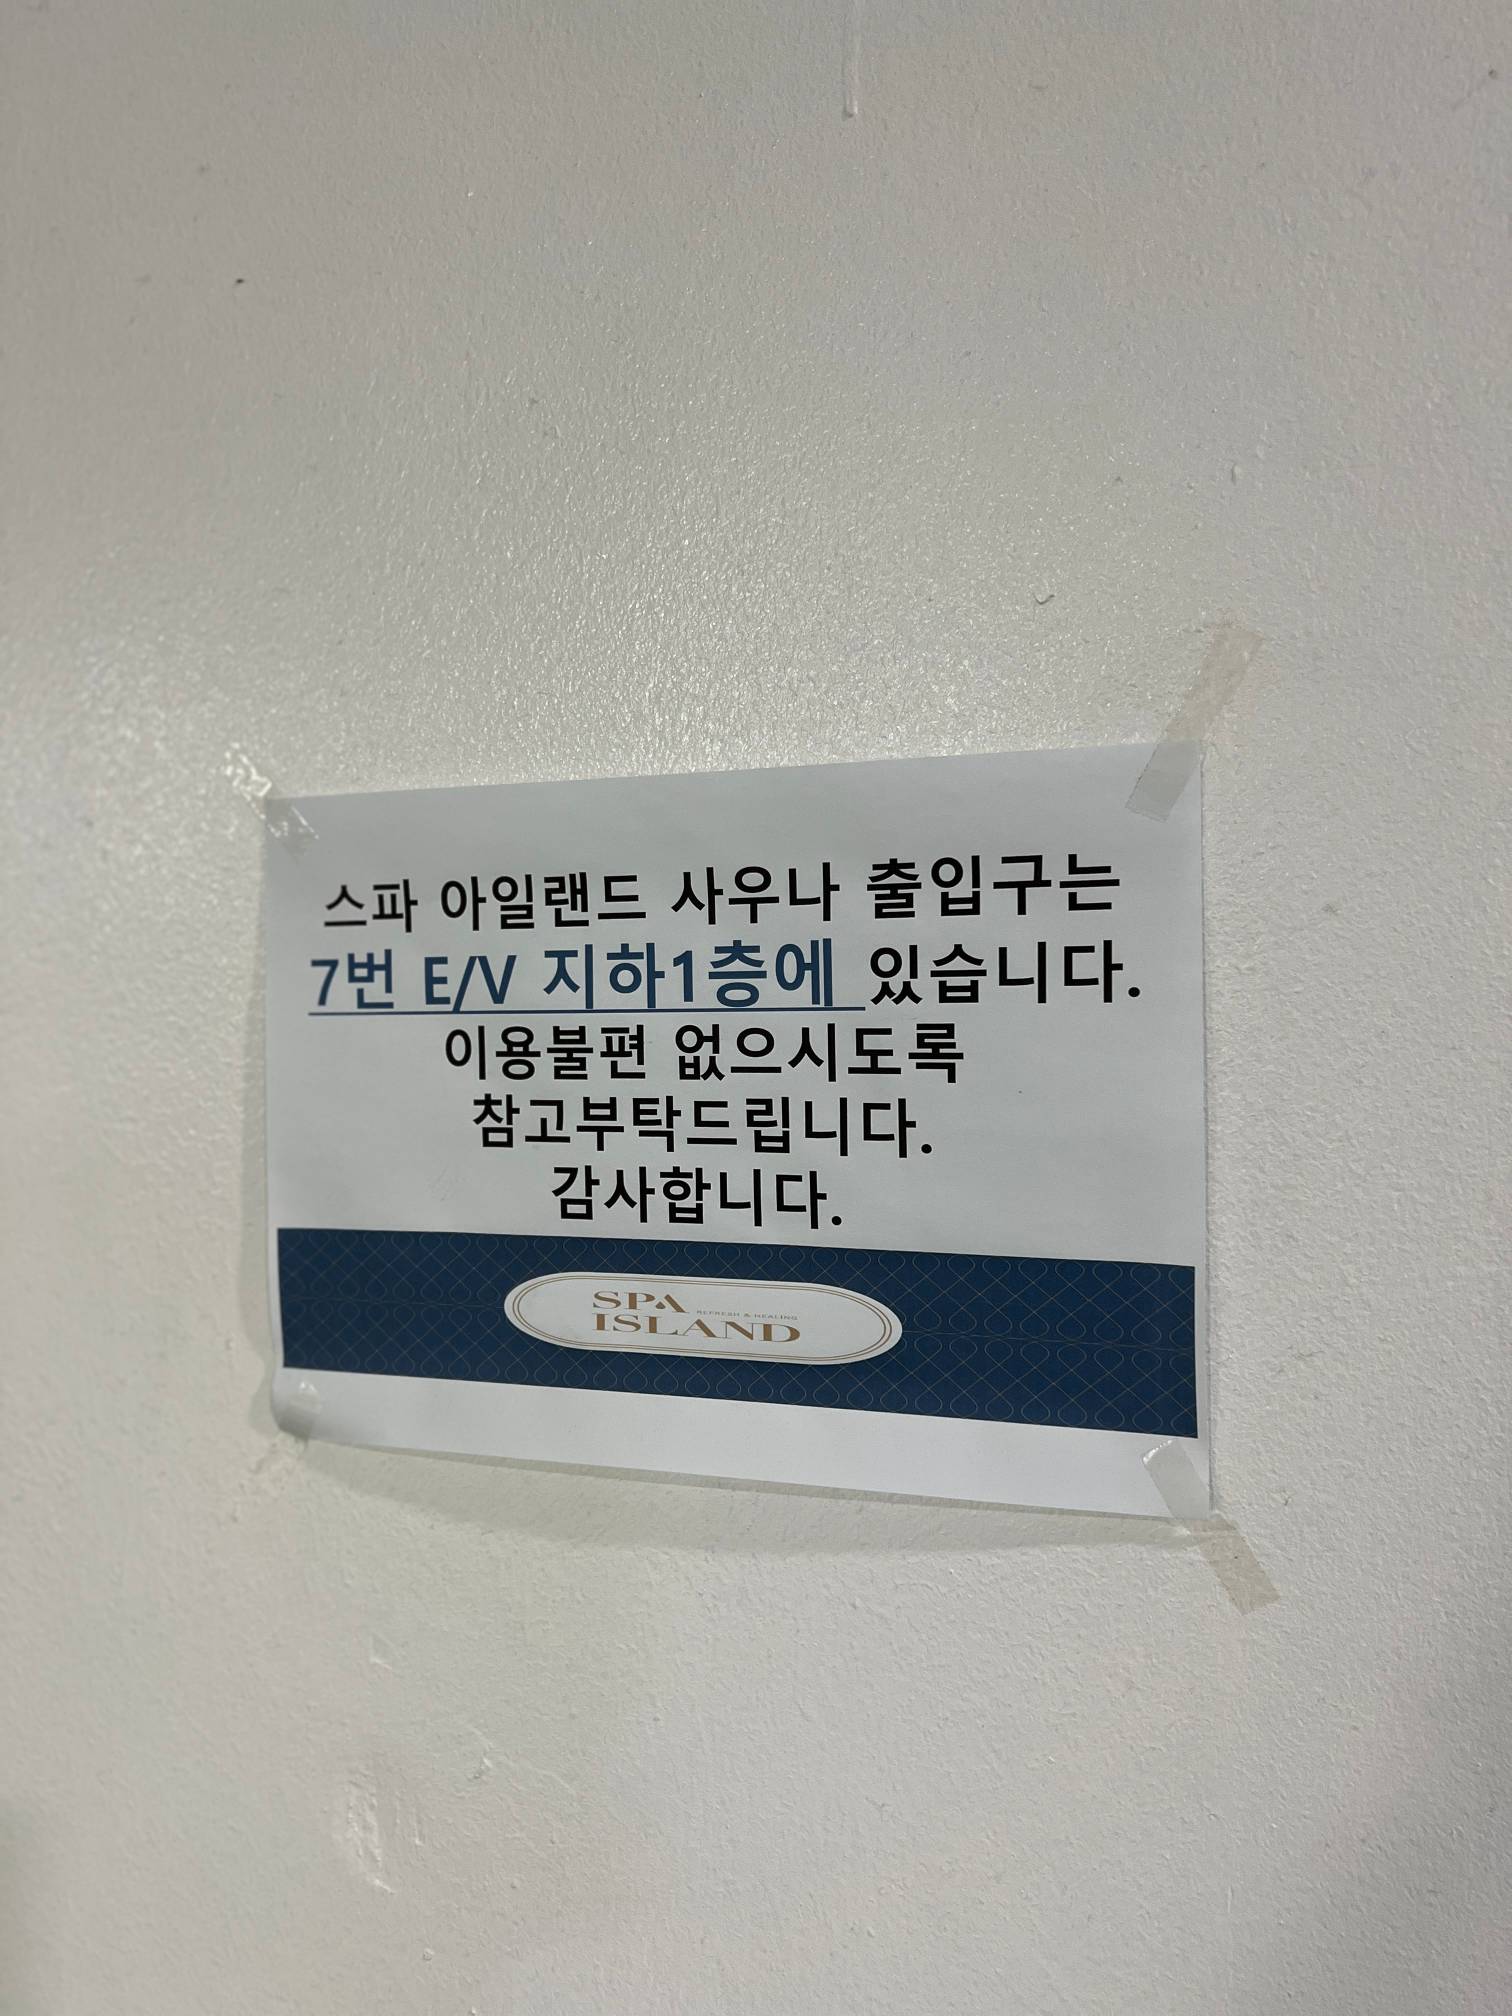 스파 아일랜드 사우나 출입구는
7번 E/V 지하1층에 있습니다.
이용불편 없으시도록
참고부탁드립니다.
감사합니다.
SPA
REFRESH & HEALING
ISLAND